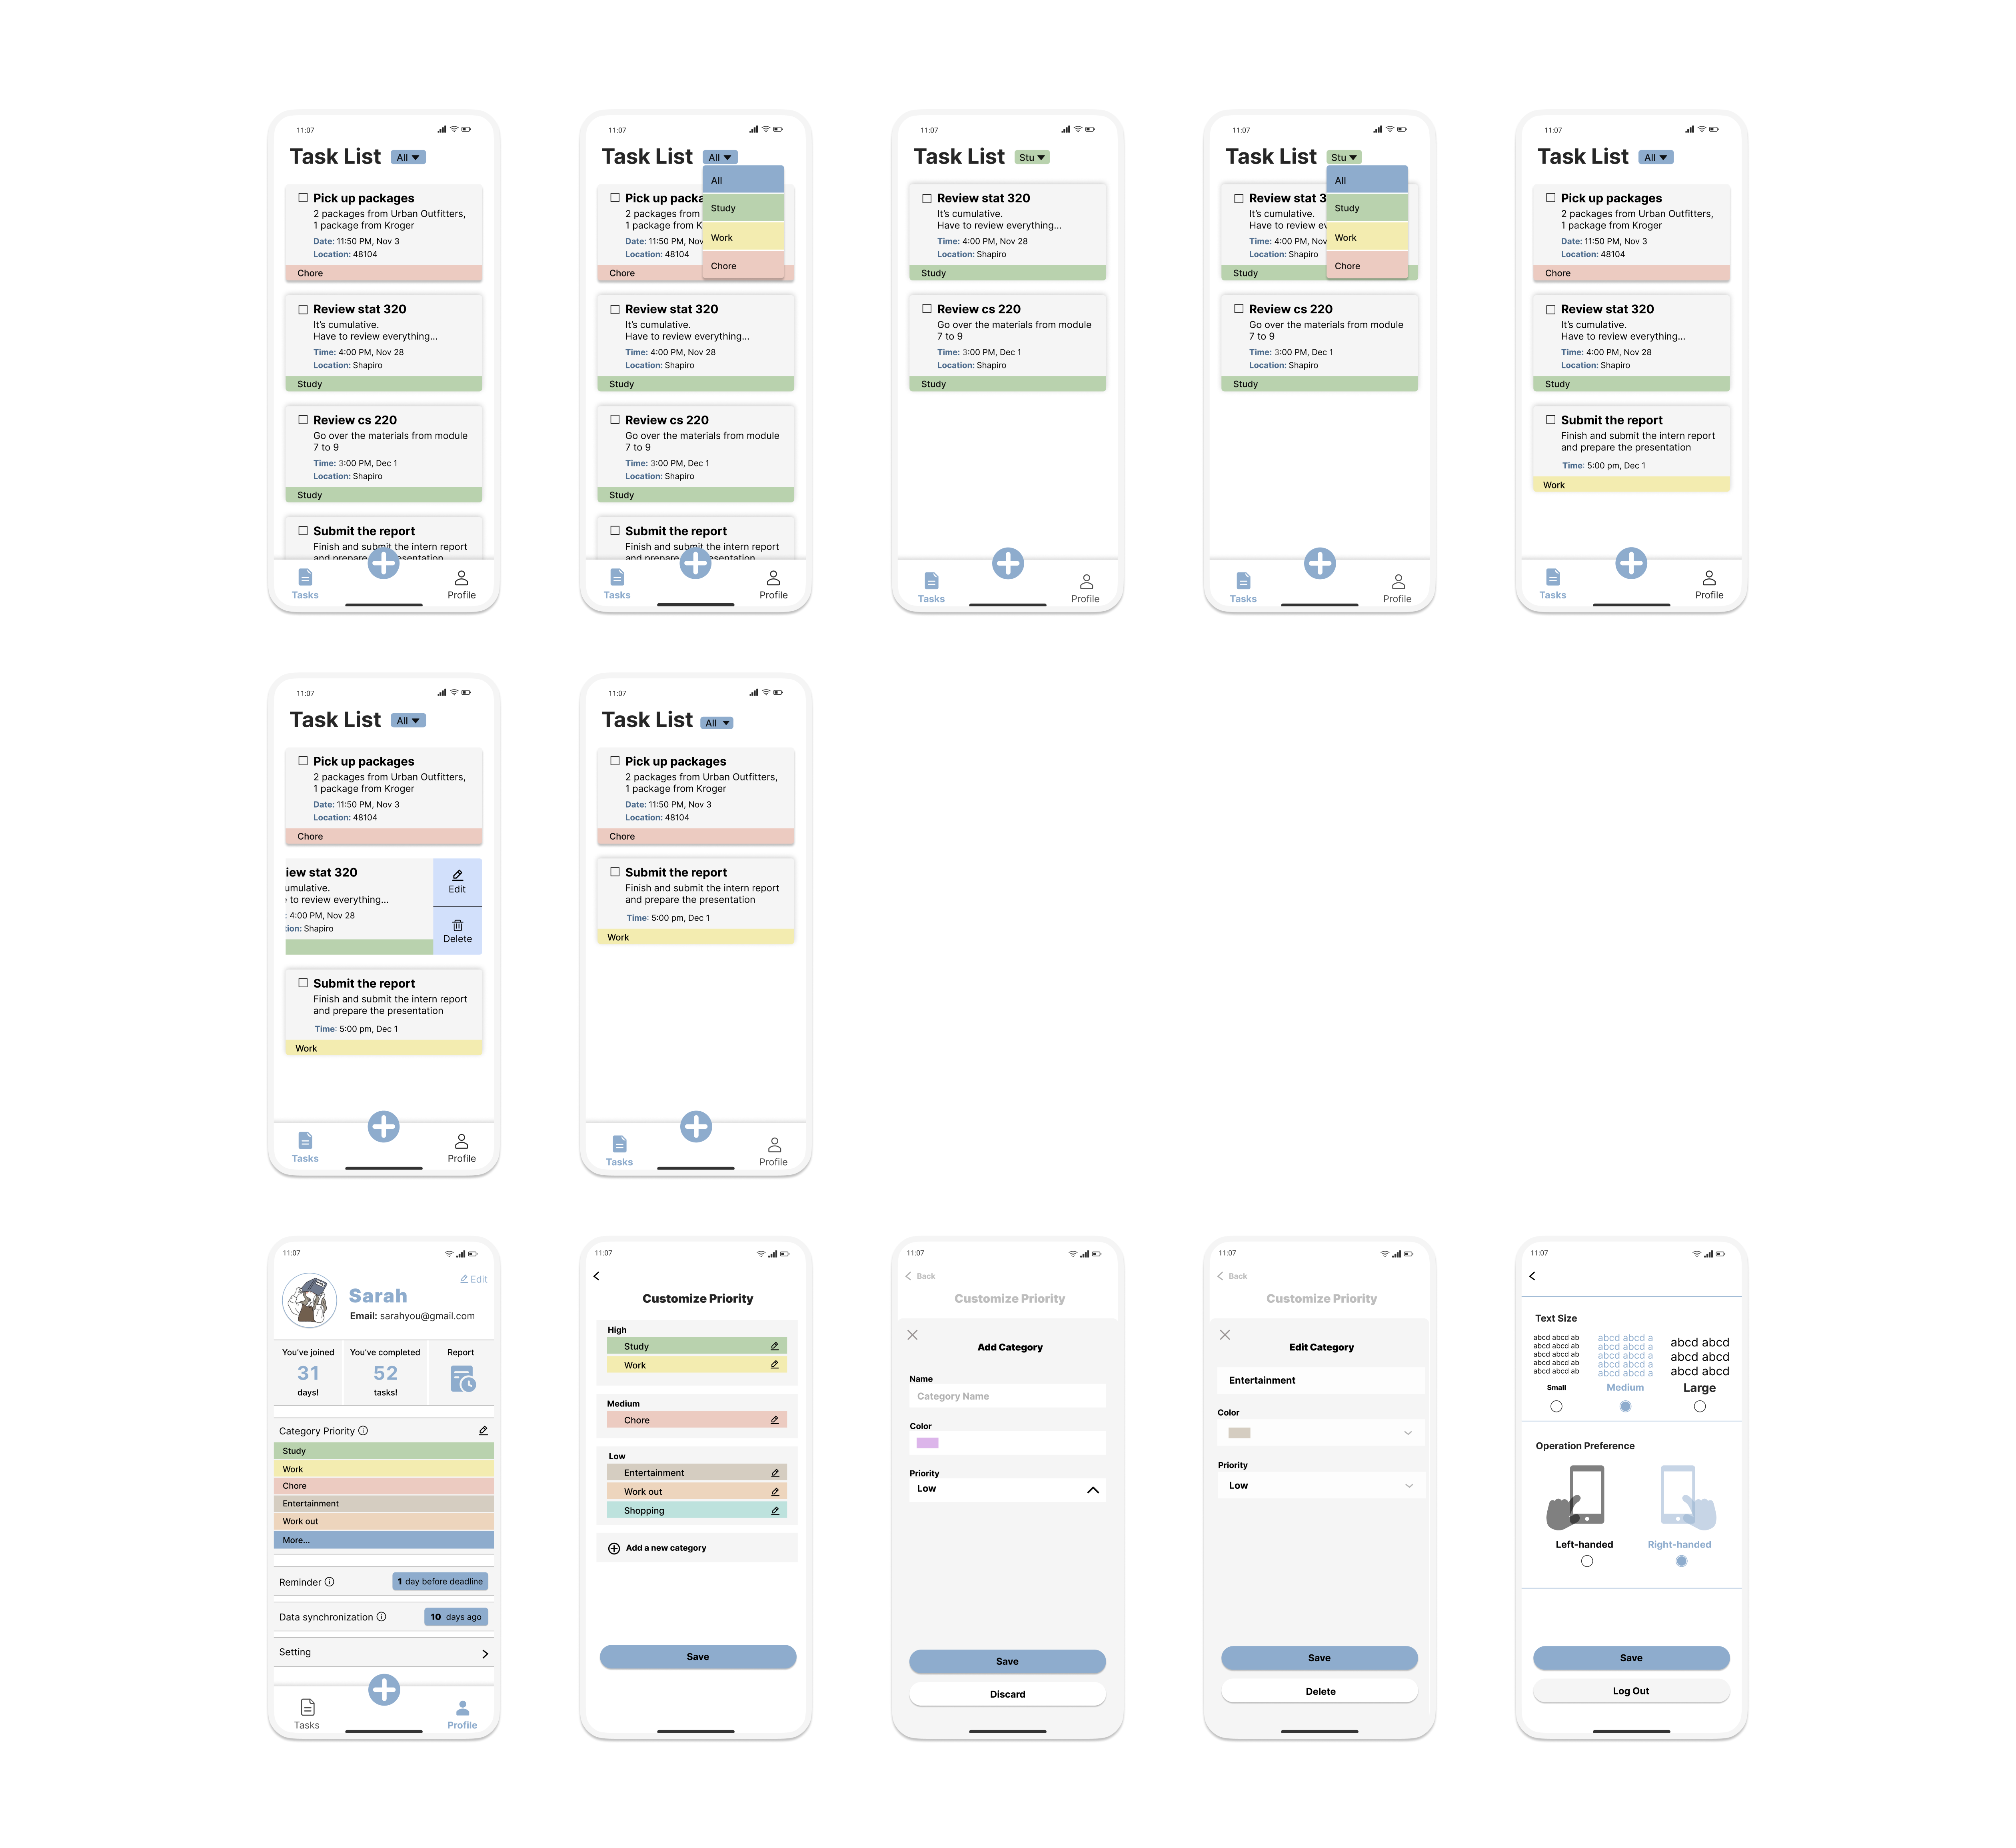 11:07
Task List All
Pick up packages
2 packages from Urban Outfitters,
1 package from Kroger
Date: 11:50 PM, Nov 3
Location: 48104
Chore
Review stat 320
It's cumulative.
Have to review everything...
Time: 4:00 PM, Nov 28
Location: Shapiro
Study
Review cs 220
Go over the materials from module
7 to 9
Time: 3:00 PM, Dec 1
Location: Shapiro
Study
Submit the report
Finish and submit the intern report
Tasks
Profile
11:07
Task List All
All
Study
Work
Chore
Pick up packa
2 packages from
1 package from K
Date: 11:50 PM, Nov
Location: 48104
Chore
Review stat 320
It's cumulative.
Have to review everything...
Time: 4:00 PM, Nov 28
Location: Shapiro
Study
Review cs 220
Go over the materials from module
7 to 9
Time: 3:00 PM, Dec 1
Location: Shapiro
Study
Submit the report
Finish and submit the intern report
Tasks
Profile
11:07
Task List Stu
Review stat 320
It's cumulative.
Have to review everything...
Time: 4:00 PM, Nov 28
Location: Shapiro
Study
Review cs 220
Go over the materials from module
7 to 9
Time: 3:00 PM, Dec 1
Location: Shapiro
Study
Tasks
Profile
11:07
Task List Stu
All
Study
Work
Chore
Review stat 3
It's cumulative.
Have to review ev
Time: 4:00 PM, Nov
Location: Shapiro
Study
Review cs 220
Go over the materials from module
7 to 9
Time: 3:00 PM, Dec 1
Location: Shapiro
Study
Tasks
Profile
11:07
Task List All
Pick up packages
2 packages from Urban Outfitters,
1 package from Kroger
Date: 11:50 PM, Nov 3
Location: 48104
Chore
Review stat 320
It's cumulative.
Have to review everything...
Time: 4:00 PM, Nov 28
Location: Shapiro
Study
Submit the report
Finish and submit the intern report
and prepare the presentation
Time: 5:00 pm, Dec 1
Work
Tasks
Profile
11:07
Task List All
Pick up packages
2 packages from Urban Outfitters,
1 package from Kroger
Date: 11:50 PM, Nov 3
Location: 48104
Chore
iew stat 320
umulative.
to review everything...
: 4:00 PM, Nov 28
tion: Shapiro
Edit
Delete
Submit the report
Finish and submit the intern report
and prepare the presentation
Time: 5:00 pm, Dec 1
Work
Tasks
Profile
11:07
Task List All
Pick up packages
2 packages from Urban Outfitters,
1 package from Kroger
Date: 11:50 PM, Nov 3
Location: 48104
Chore
Submit the report
Finish and submit the intern report
and prepare the presentation
Time: 5:00 pm, Dec 1
Work
Tasks
Profile
11:07
Edit
Sarah
Email: sarahyou@gmail.com
You've joined
31
days!
You've completed
52
tasks!
Report
Category Priority
Study
Work
Chore
Entertainment
Work out
More...
Reminder
1 day before deadline
Data synchronization
10 days ago
Setting
Tasks
Profile
11:07
Customize Priority
High
Study
Work
Medium
Chore
Low
Entertainment
Work out
Shopping
Add a new category
Save
11:07
Back
Customize Priority
Add Category
Name
Category Name
Color
Priority
Low
Save
Discard
11:07
Back
Customize Priority
Edit Category
Entertainment
Color
Priority
Low
Save
Delete
11:07
Text Size
abcd abcd ab
abcd abcd ab
abcd abcd ab
abcd abcd ab
abcd abcd ab
Small
abcd abcd a
abcd abcd a
abcd abcd a
abcd abcd a
abcd abcd a
Medium
abcd abcd
abcd abcd
abcd abcd
Large
Operation Preference
Left-handed
Right-handed
Save
Log Out